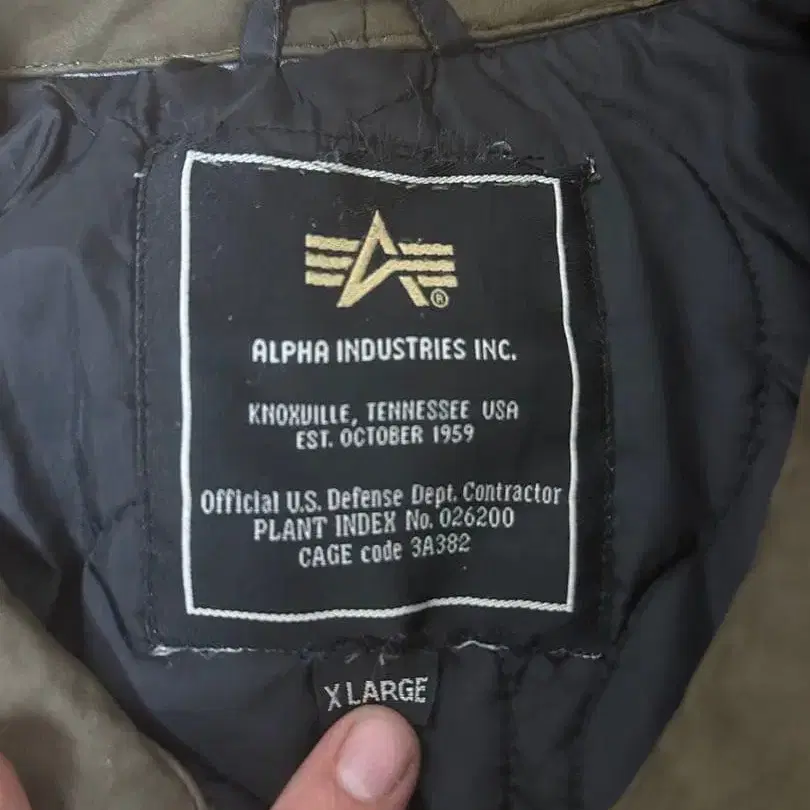 ®
ALPHA INDUSTRIES INC.
KNOXVILLE, TENNESSEE USA
EST. OCTOBER 1959
Official U.S. Defense Dept. Contractor
PLANT INDEX No. 026200
CAGE code 3A382
X LARGE